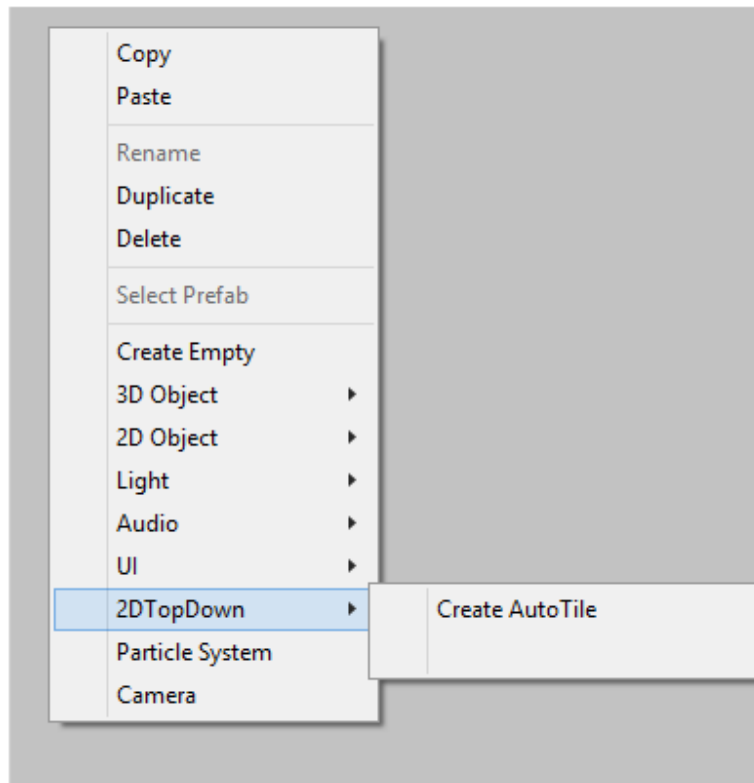 Copy
Paste
Rename
Duplicate
Delete
Select Prefab
Create Empty
3D Object
2D Object
Light
Audio
UI
2DTopDown
Create AutoTile
Particle System
Camera